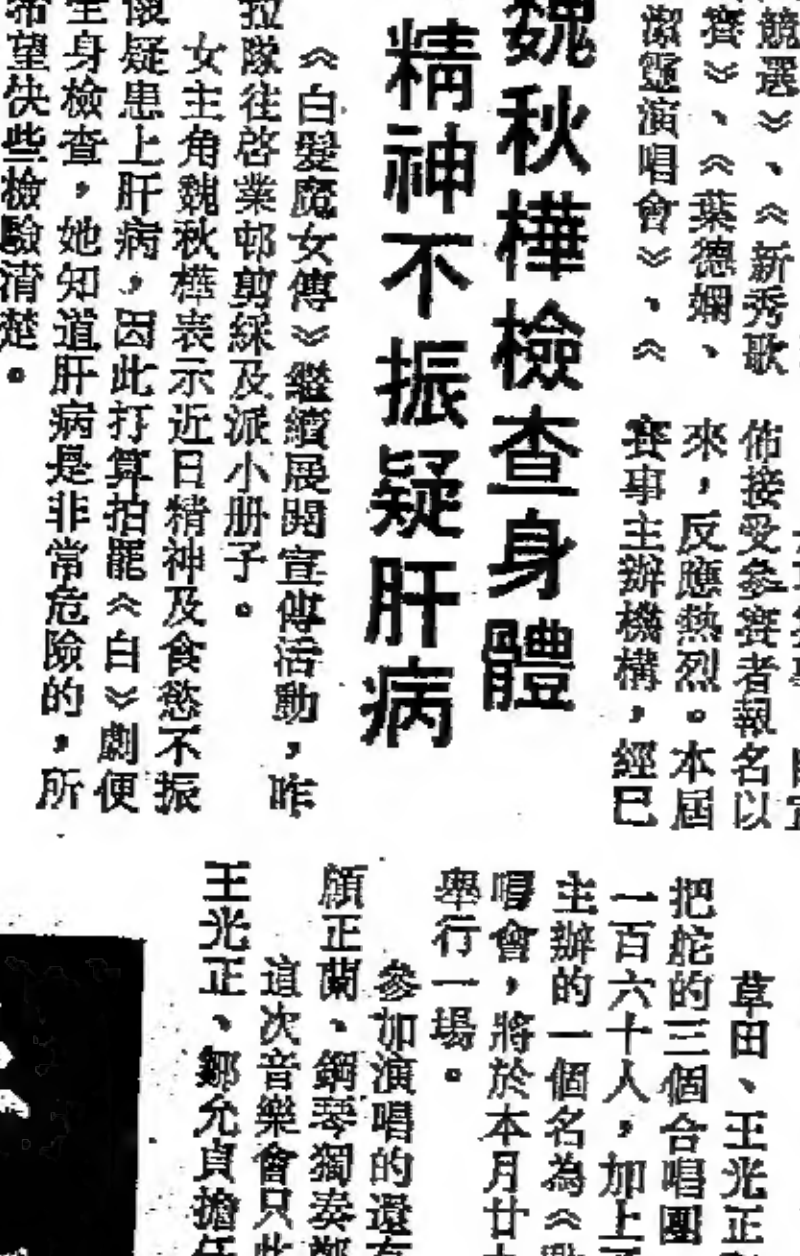 競選》、《新秀歌
賽》、《葉德嫻、
潔靈演唱會》、《
佈接受參賽者報名以
來，反應熱烈。本屆
賽事主辦機構，經已
魏秋樺檢查身體
精神不振疑肝病
《白髮魔女傳》繼續展開宣傳活動，昨
拉隊往啓業邨剪綵及派小册子。
女主角魏秋樺表示近日精神及食慾不振
懷疑患上肝病，因此打算拍罷《白》劇便
全身檢查，她知道肝病是非常危險的，所
希望快些檢驗清楚。
草田、王光正
把舵的三個合唱團
一百六十人，加上
主辦的一個名為《
唱會，將於本月廿
舉行一場。
參加演唱的還有
顏正蘭、鋼琴獨奏鄭
這次音樂會只此
王光正、鄒允貞擔任